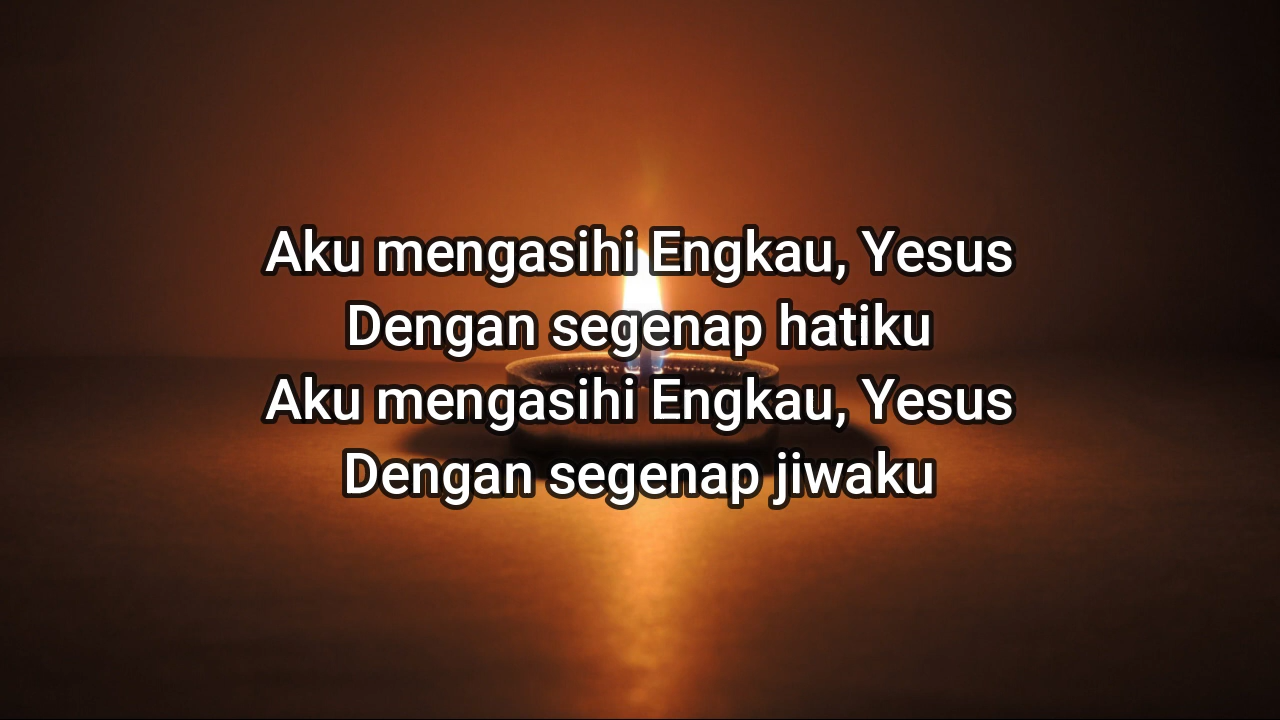 Aku mengasihi Engkau, Yesus
Dengan segenap hatiku
Aku mengasihi Engkau, Yesus
Dengan segenap jiwaku